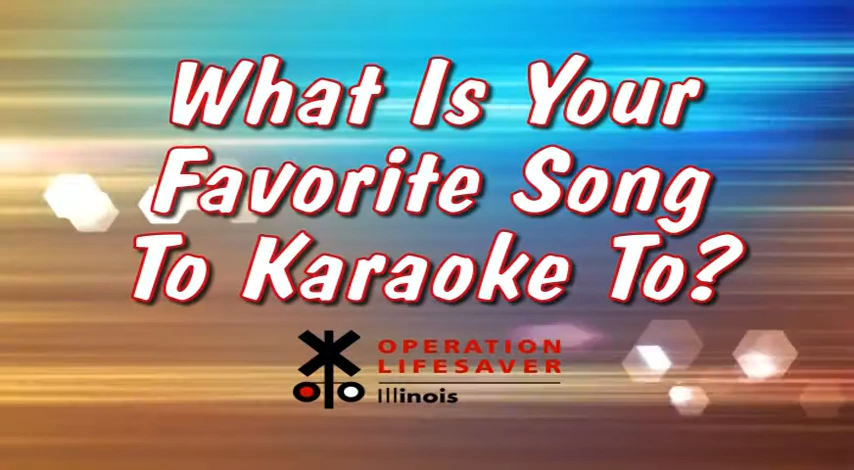 What Is Your
Favorite Song
To Karaoke To?
OPERATION
LIFESAVER
Illinois